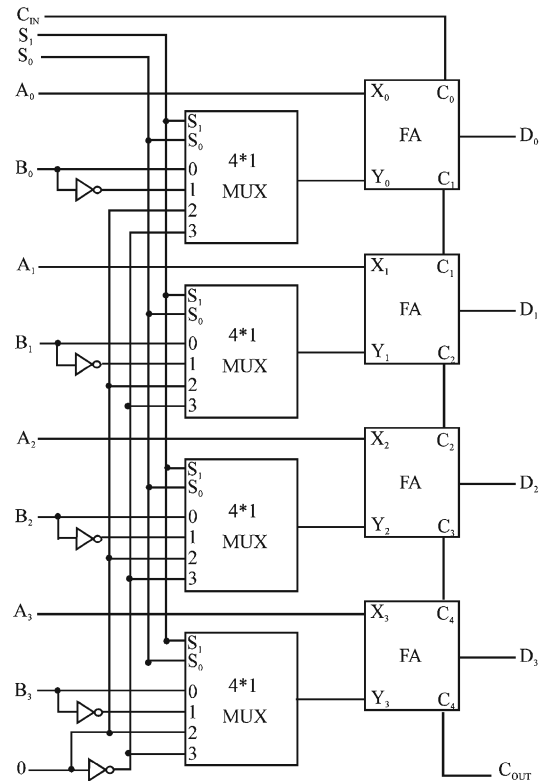 C_IN
S_1
S_0
A_0 X_0 C_0
S_1
S_0 4*1 FA D_0
B_0 0
1 MUX Y_0 C_1
2
3
A_1 X_1 C_1
S_1
S_0 4*1 FA D_1
B_1 0
1 MUX Y_1 C_2
2
3
A_2 X_2 C_2
S_1
S_0 4*1 FA D_2
B_2 0
1 MUX Y_2 C_3
2
3
A_3 X_3 C_4
S_1
S_0 4*1 FA D_3
B_3 0
1 MUX Y_3 C_4
2
3
0 C_OUT